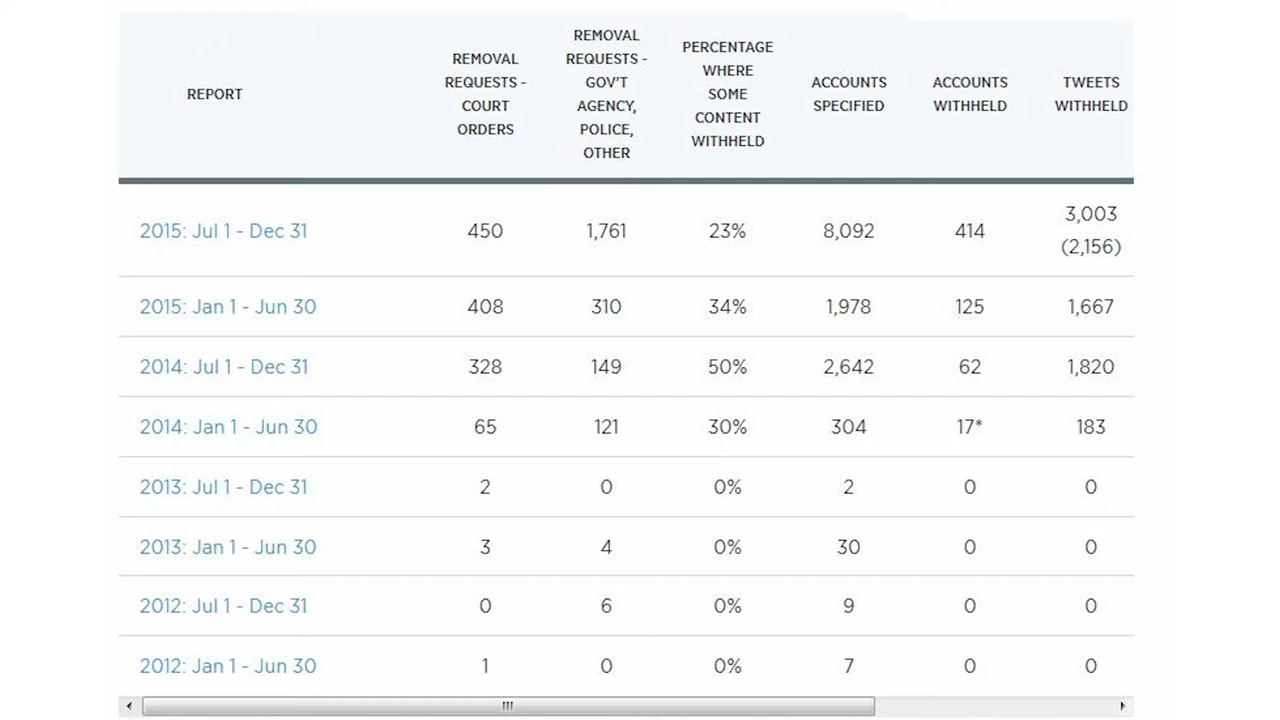 REPORT
REMOVAL
REQUESTS -
COURT
ORDERS
REMOVAL
REQUESTS -
GOV'T
AGENCY,
POLICE,
OTHER
PERCENTAGE
WHERE
SOME
CONTENT
WITHHELD
ACCOUNTS
SPECIFIED
ACCOUNTS
WITHHELD
TWEETS
WITHHELD
2015: Jul 1 - Dec 31 450 1,761 23% 8,092 414 3,003
(2,156)
2015: Jan 1 - Jun 30 408 310 34% 1,978 125 1,667
2014: Jul 1 - Dec 31 328 149 50% 2,642 62 1,820
2014: Jan 1 - Jun 30 65 121 30% 304 17* 183
2013: Jul 1 - Dec 31 2 0 0% 2 0 0
2013: Jan 1 - Jun 30 3 4 0% 30 0 0
2012: Jul 1 - Dec 31 0 6 0% 9 0 0
2012: Jan 1 - Jun 30 1 0 0% 7 0 0